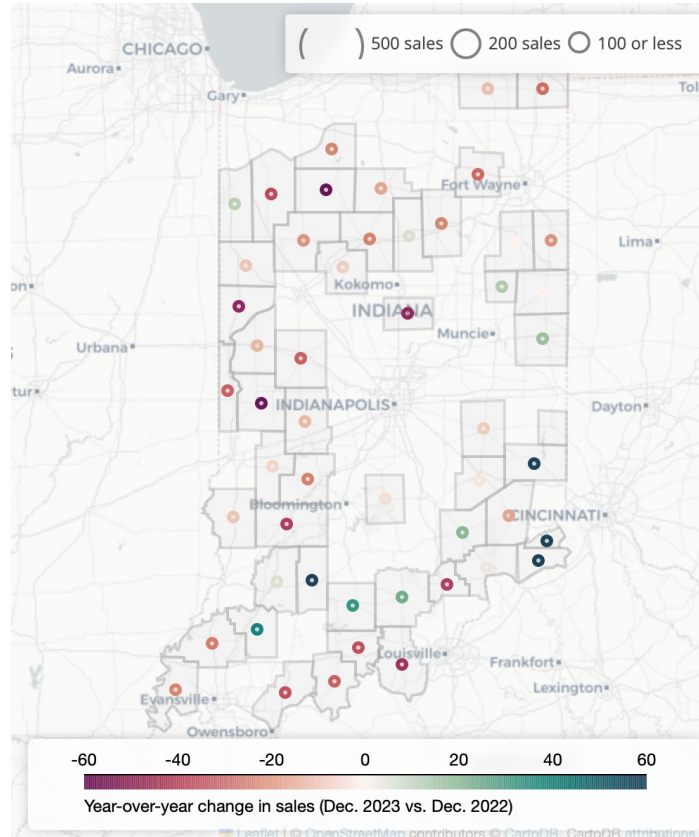 500 sales 200 sales 100 or less
CHICAGO
Aurora
Gary
Tol
Fort Wayne
Lima
Kokomo
on
INDIANA
Muncie
Urbana
tur
INDIANAPOLIS
Dayton
Bloomington
CINCINNATI
Louisville
Frankfort
Lexington
Evansville
Owensboro
-60 -40 -20 0 20 40 60
Year-over-year change in sales (Dec. 2023 vs. Dec. 2022)
Leaflet | © OpenStreetMap contributors © CartoDB, CartoDB attributions